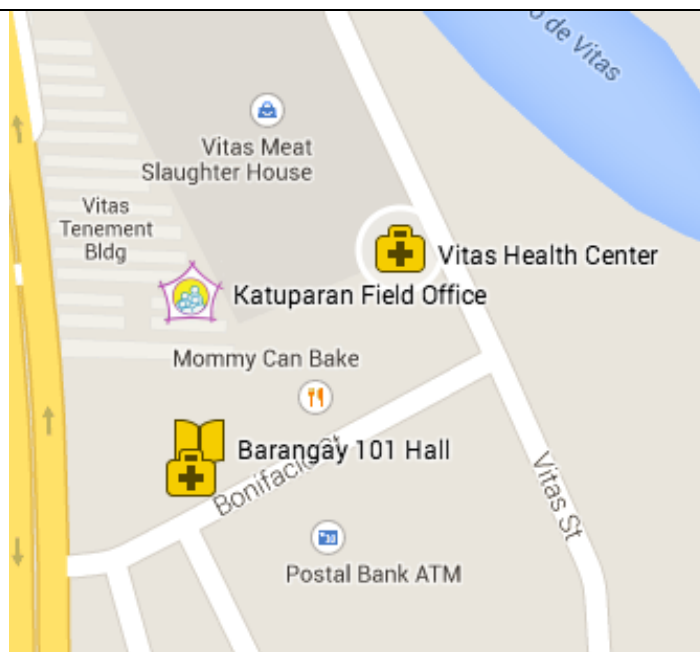 o de Vitas
Vitas Meat
Slaughter House
Vitas
Tenement
Bldg
Vitas Health Center
Katuparan Field Office
Mommy Can Bake
Barangay 101 Hall
Bonifacio St
Vitas St
Postal Bank ATM